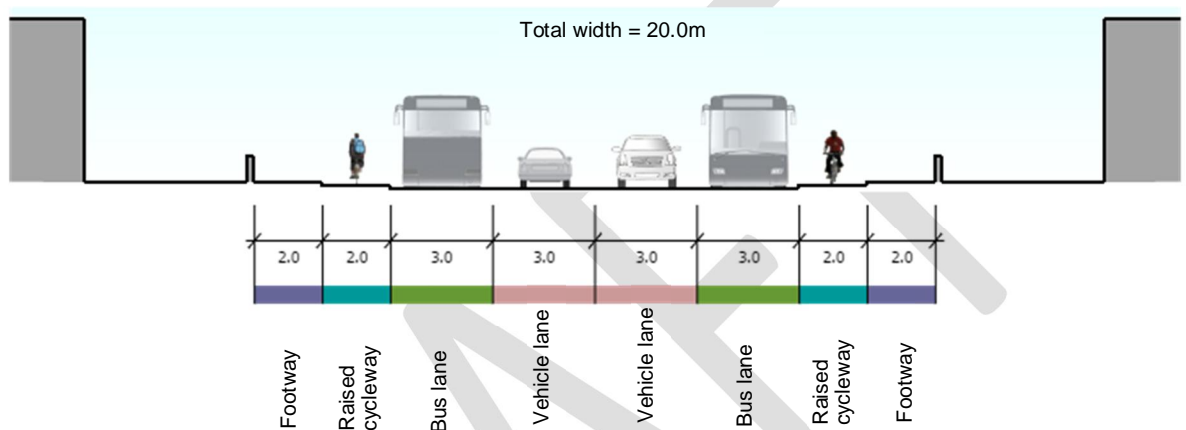 Total width = 20.0m
2.0 2.0 3.0 3.0 3.0 3.0 2.0 2.0
Footway
Raised
cycleway
Bus lane
Vehicle lane
Vehicle lane
Bus lane
Raised
cycleway
Footway